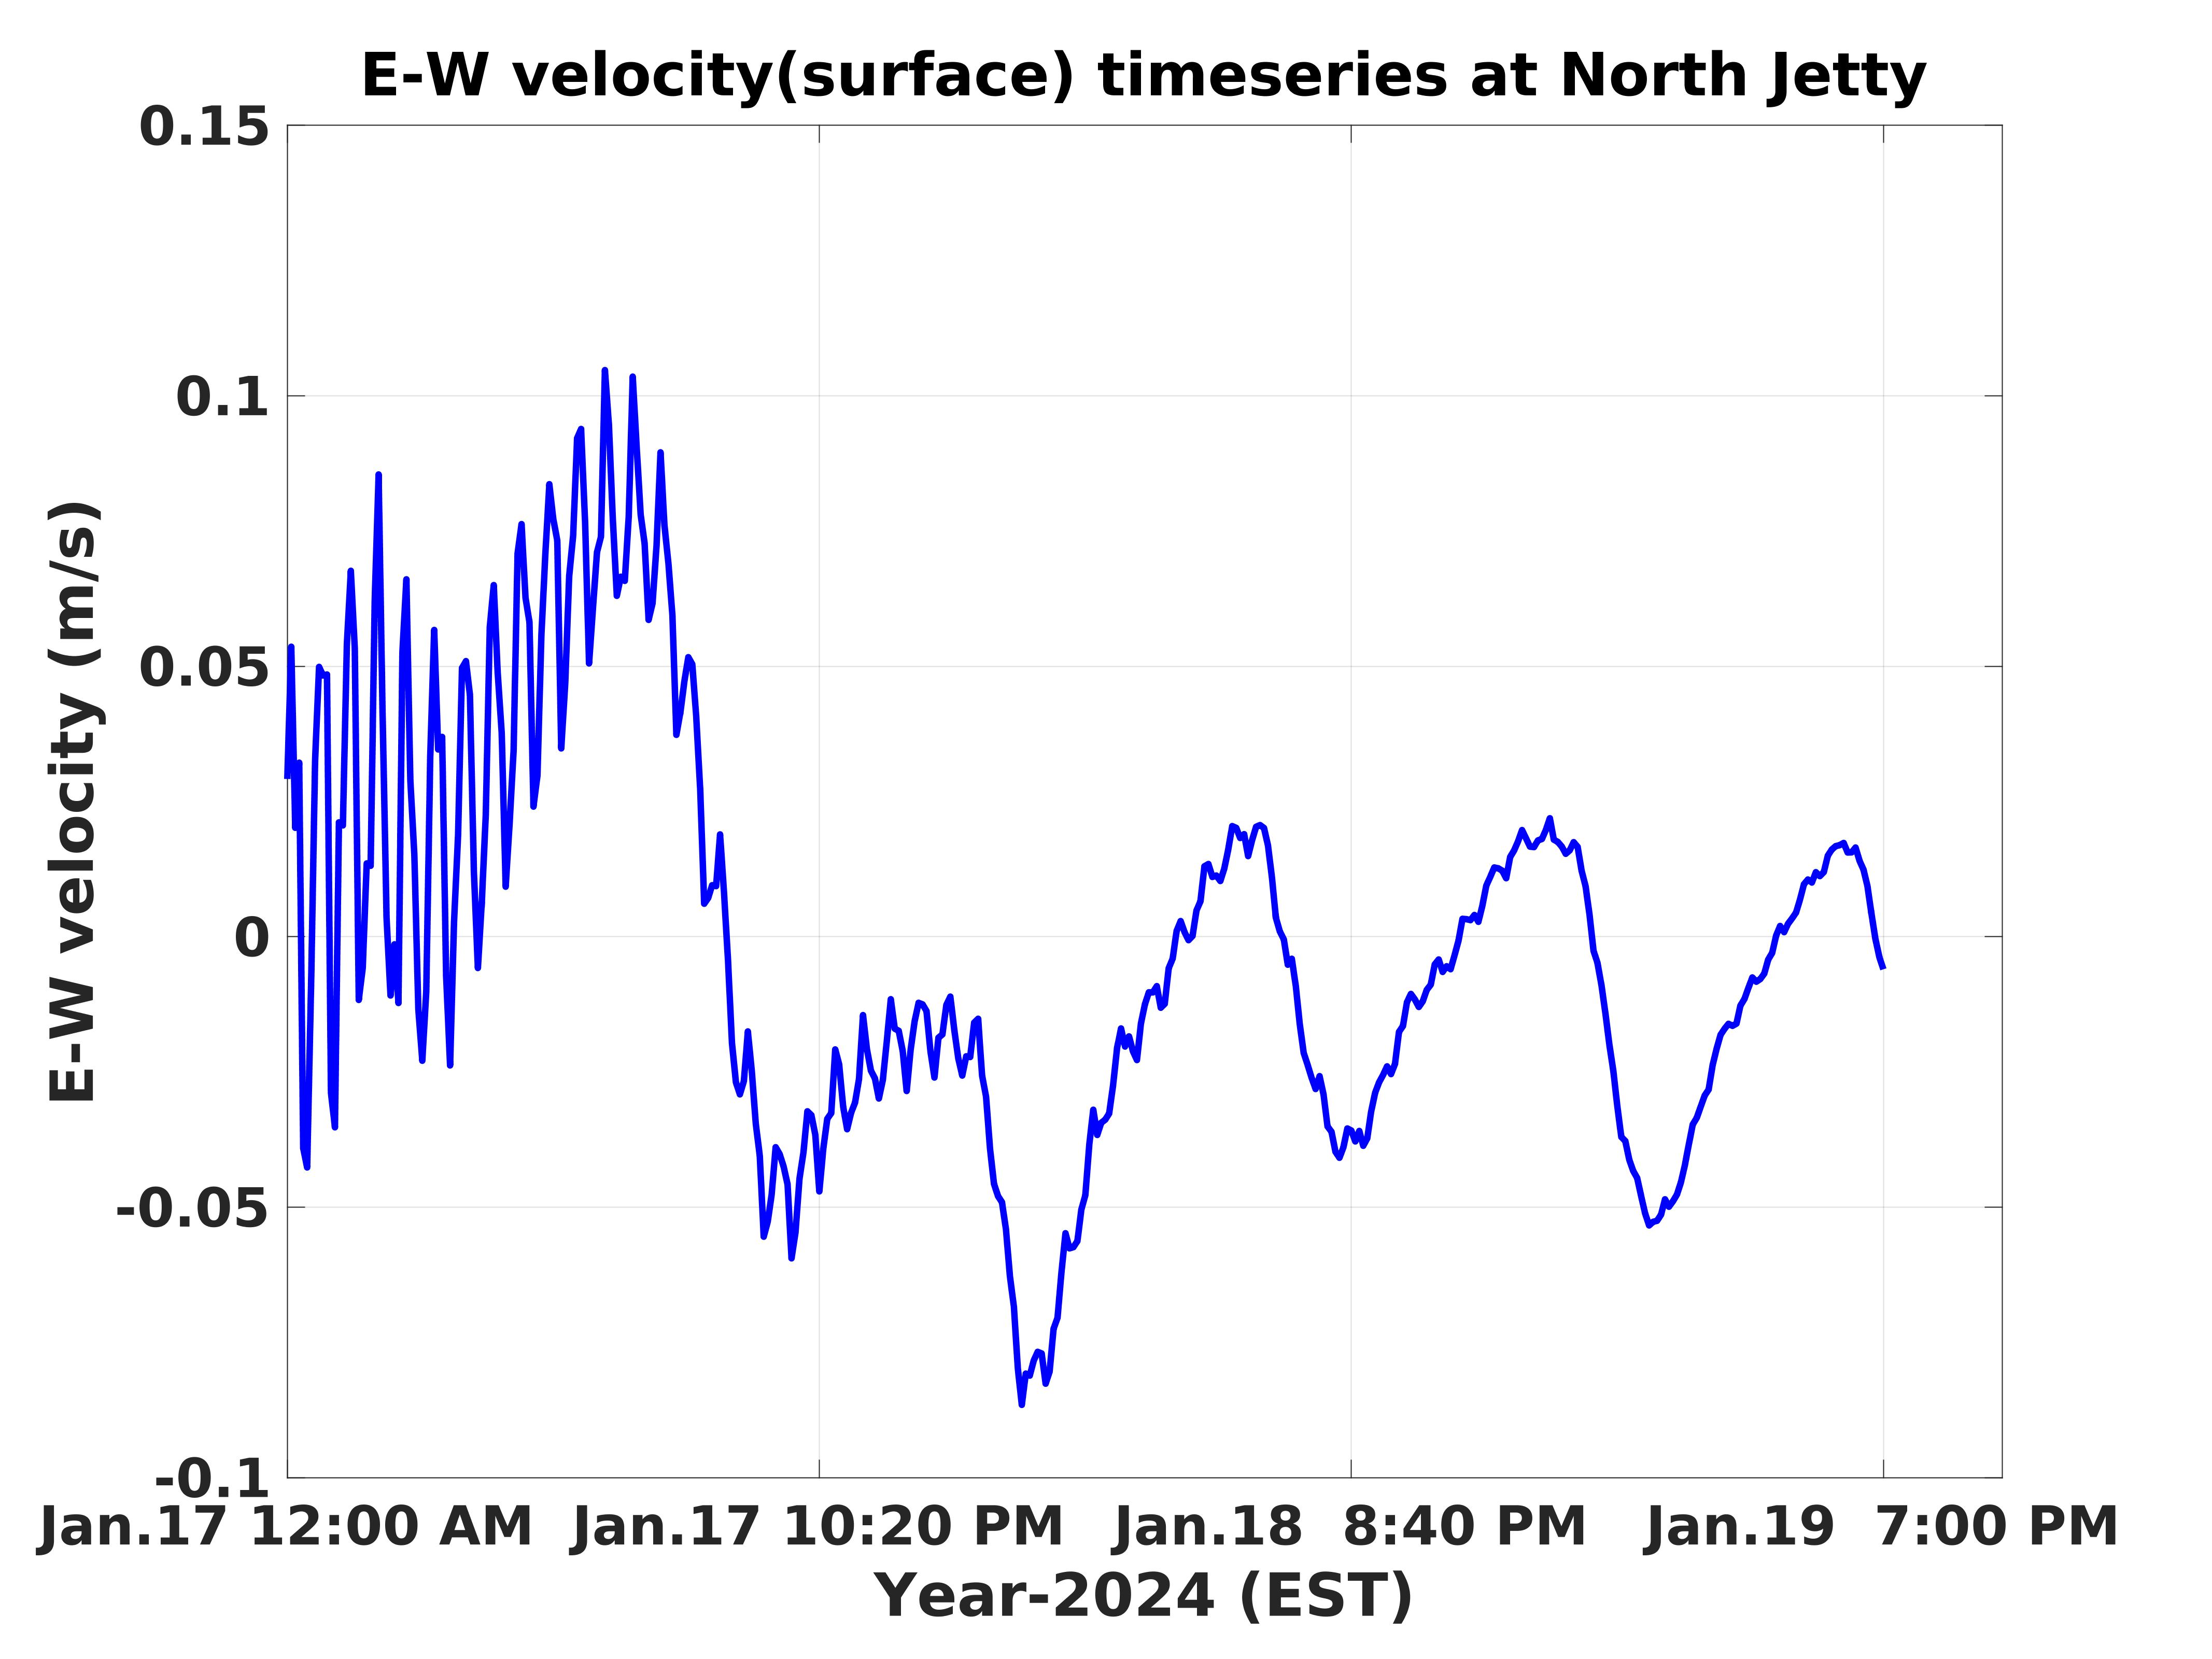 E-W velocity(surface) timeseries at North Jetty
0.15
0.1
0.05
0
-0.05
-0.1
E-W velocity (m/s)
Jan.17 12:00 AM Jan.17 10:20 PM Jan.18 8:40 PM Jan.19 7:00 PM
Year-2024 (EST)